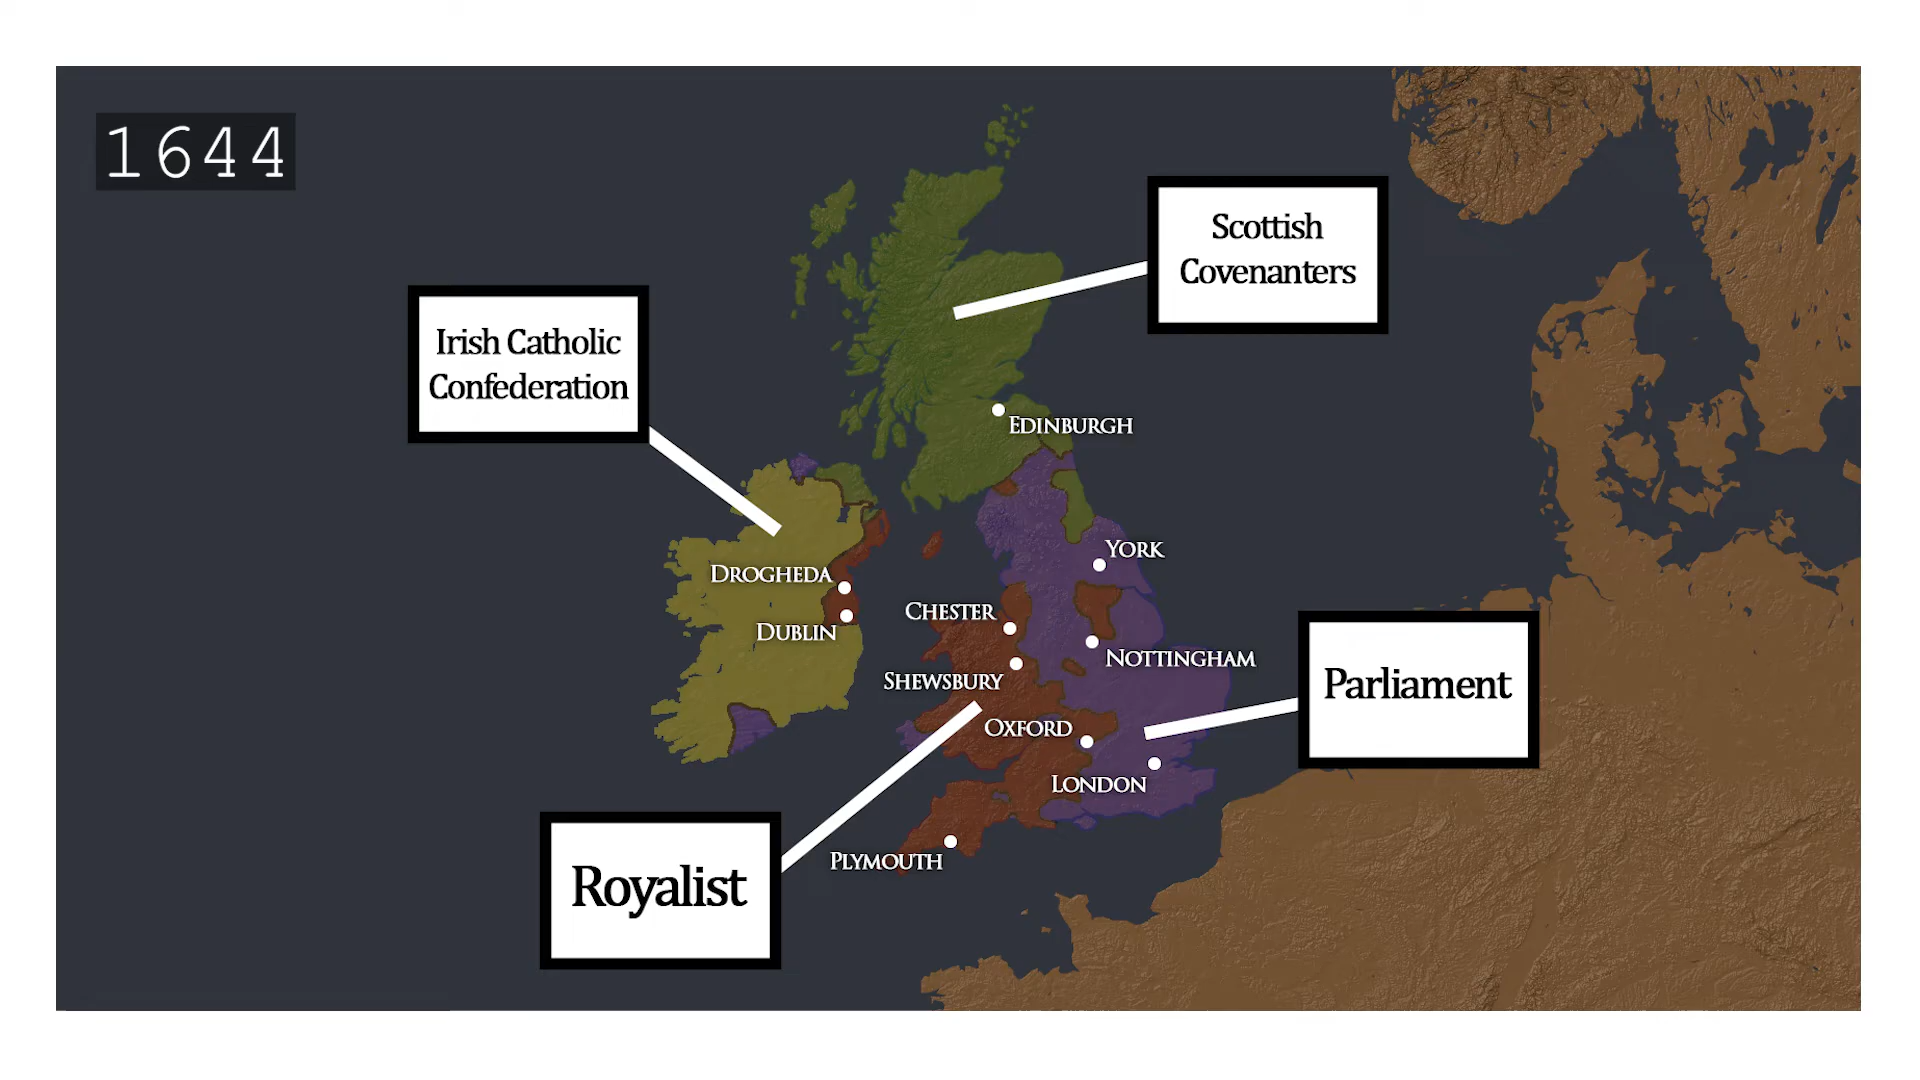 1644
Scottish
Covenanters
Irish Catholic
Confederation
EDINBURGH
YORK
DROGHEDA
CHESTER
DUBLIN
NOTTINGHAM
SHEWSBURY
Parliament
OXFORD
LONDON
PLYMOUTH
Royalist